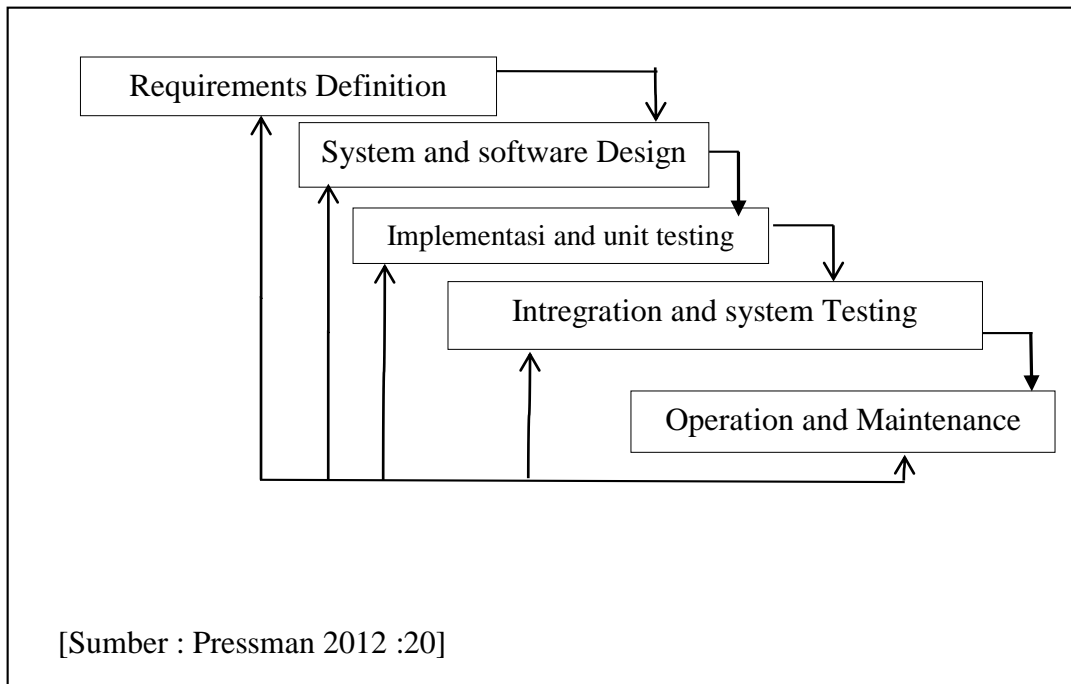 Requirements Definition
System and software Design
Implementasi and unit testing
Intregration and system Testing
Operation and Maintenance
[Sumber : Pressman 2012 :20]